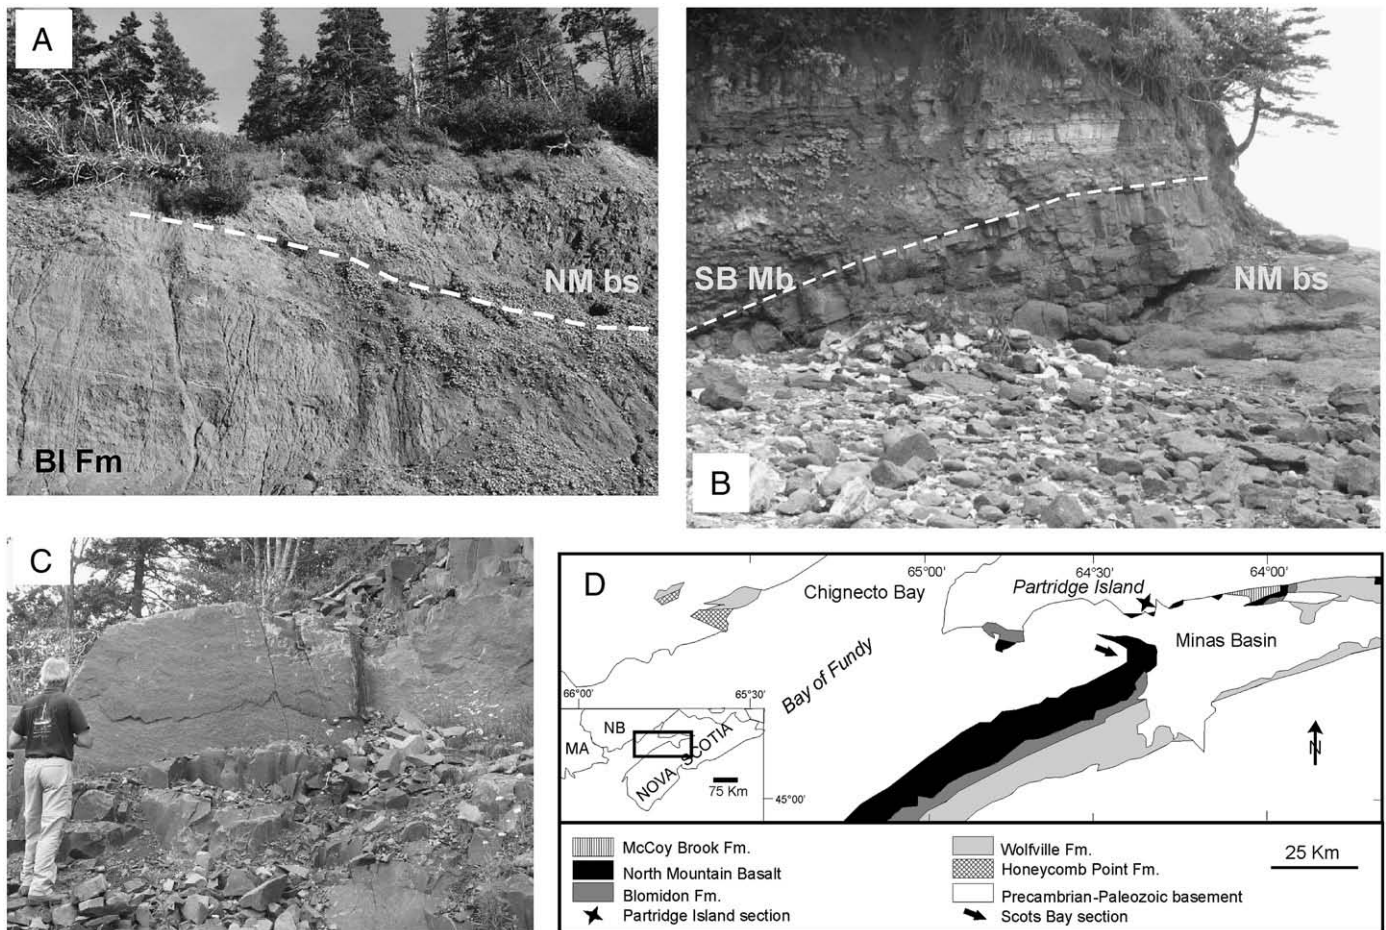 A
NM bs
Bl Fm
B
SB Mb
NM bs
C
D
65°00'
64°30'
64°00'
Partridge Island
Chignecto Bay
Minas Basin
Bay of Fundy
66°00'
65°30'
NB
MA
NOVA SCOTIA
75 Km
45°00'
N
McCoy Brook Fm.
North Mountain Basalt
Blomidon Fm.
Partridge Island section
Wolfville Fm.
Honeycomb Point Fm.
Precambrian-Paleozoic basement
Scots Bay section
25 Km